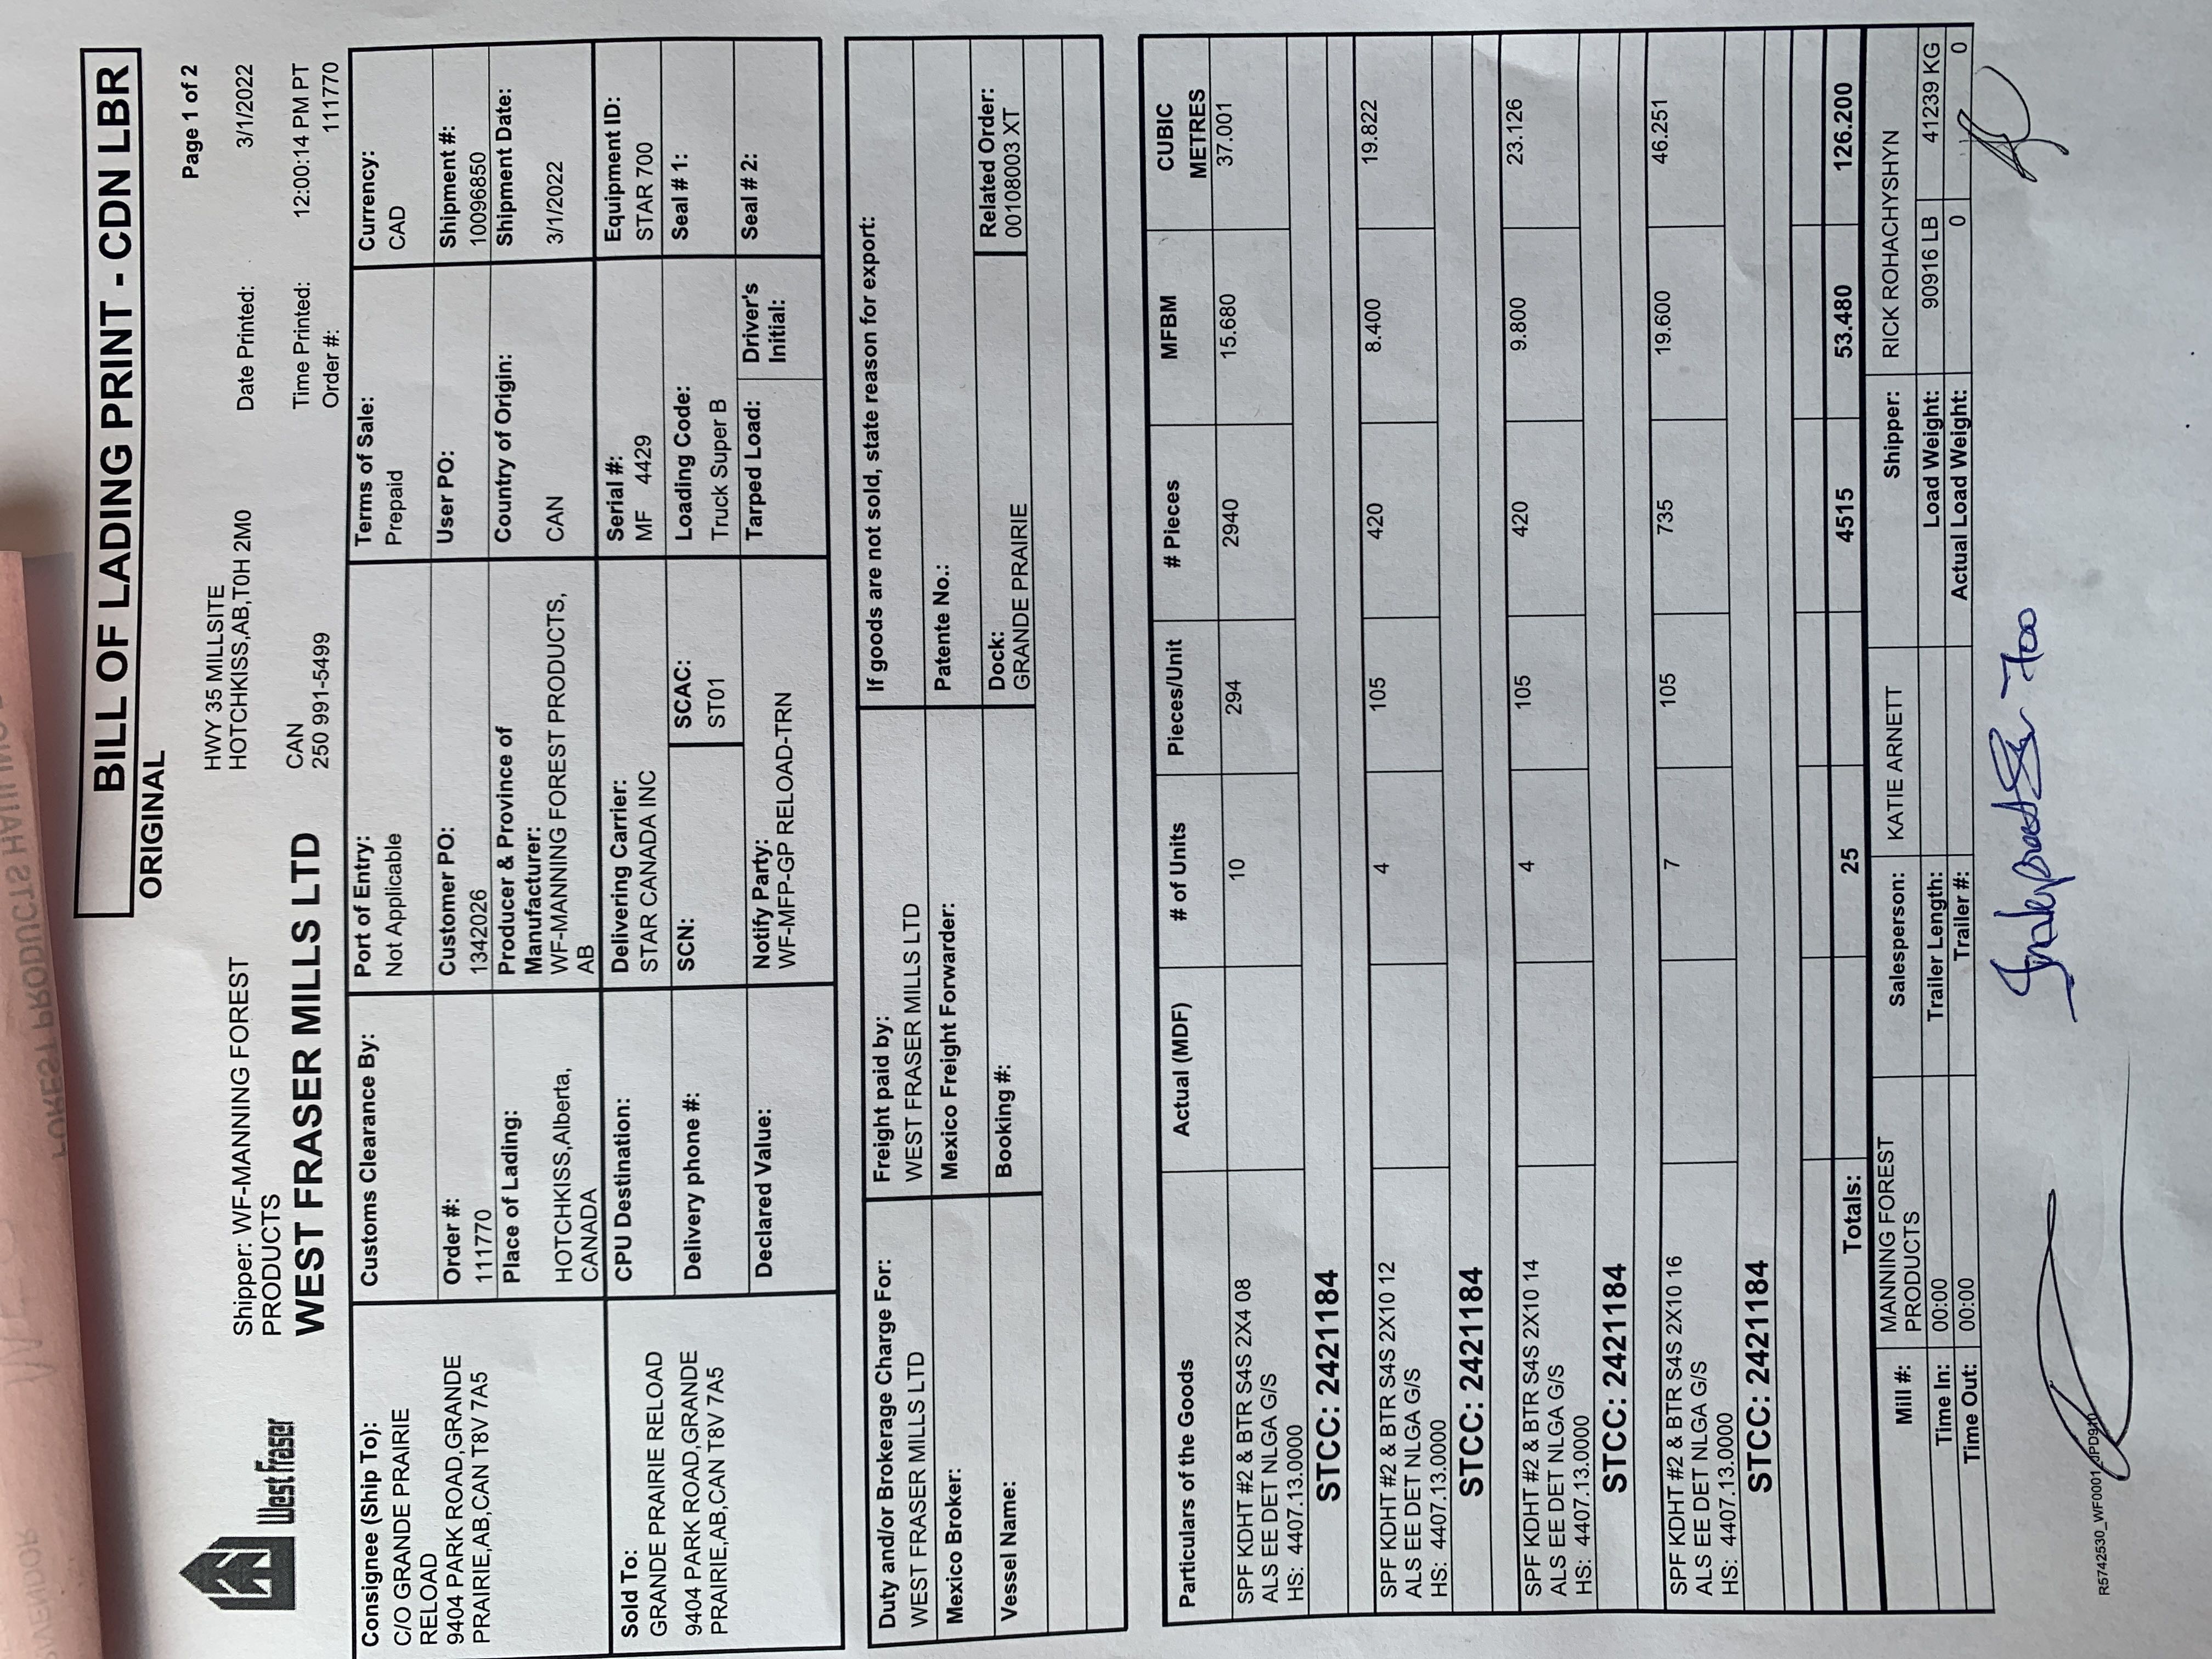 BILL OF LADING PRINT - CDN LBR
ORIGINAL
Page 1 of 2
West Fraser
Shipper: WF-MANNING FOREST
PRODUCTS
WEST FRASER MILLS LTD
HWY 35 MILLSITE
HOTCHKISS,AB,T0H 2M0
CAN
250 991-5499
Date Printed: 3/1/2022
Time Printed: 12:00:14 PM PT
Order #: 111770
Consignee (Ship To):
C/O GRANDE PRAIRIE
RELOAD
9404 PARK ROAD,GRANDE
PRAIRIE,AB,CAN T8V 7A5
Customs Clearance By:
Port of Entry:
Not Applicable
Terms of Sale:
Prepaid
Currency:
CAD
Order #:
111770
Customer PO:
1342026
User PO:
Shipment #:
10096850
Place of Lading:
HOTCHKISS,Alberta,
CANADA
Producer & Province of
Manufacturer:
WF-MANNING FOREST PRODUCTS,
AB
Country of Origin:
CAN
Shipment Date:
3/1/2022
Sold To:
GRANDE PRAIRIE RELOAD
9404 PARK ROAD,GRANDE
PRAIRIE,AB,CAN T8V 7A5
CPU Destination:
Delivering Carrier:
STAR CANADA INC
Serial #:
MF 4429
Equipment ID:
STAR 700
Delivery phone #:
SCN:
SCAC:
ST01
Loading Code:
Truck Super B
Seal # 1:
Declared Value:
Notify Party:
WF-MFP-GP RELOAD-TRN
Tarped Load:
Driver's
Initial:
Seal # 2:
Duty and/or Brokerage Charge For:
WEST FRASER MILLS LTD
Freight paid by:
WEST FRASER MILLS LTD
If goods are not sold, state reason for export:
Mexico Broker:
Mexico Freight Forwarder:
Patente No.:
Vessel Name:
Booking #:
Dock:
GRANDE PRAIRIE
Related Order:
00108003 XT
Particulars of the Goods Actual (MDF) # of Units Pieces/Unit # Pieces MFBM CUBIC
METRES
SPF KDHT #2 & BTR S4S 2X4 08 10 294 2940 15.680 37.001
ALS EE DET NLGA G/S
HS: 4407.13.0000
STCC: 2421184
SPF KDHT #2 & BTR S4S 2X10 12 4 105 420 8.400 19.822
ALS EE DET NLGA G/S
HS: 4407.13.0000
STCC: 2421184
SPF KDHT #2 & BTR S4S 2X10 14 4 105 420 9.800 23.126
ALS EE DET NLGA G/S
HS: 4407.13.0000
STCC: 2421184
SPF KDHT #2 & BTR S4S 2X10 16 7 105 735 19.600 46.251
ALS EE DET NLGA G/S
HS: 4407.13.0000
STCC: 2421184
Totals: 25 4515 53.480 126.200
Mill #: MANNING FOREST
PRODUCTS
Salesperson: KATIE ARNETT
Shipper: RICK ROHACHYSHYN
Time In: 00:00
Trailer Length:
Load Weight: 90916 LB 41239 KG
Time Out: 00:00
Trailer #:
Actual Load Weight: 0 0
700
R5742530_WF0001